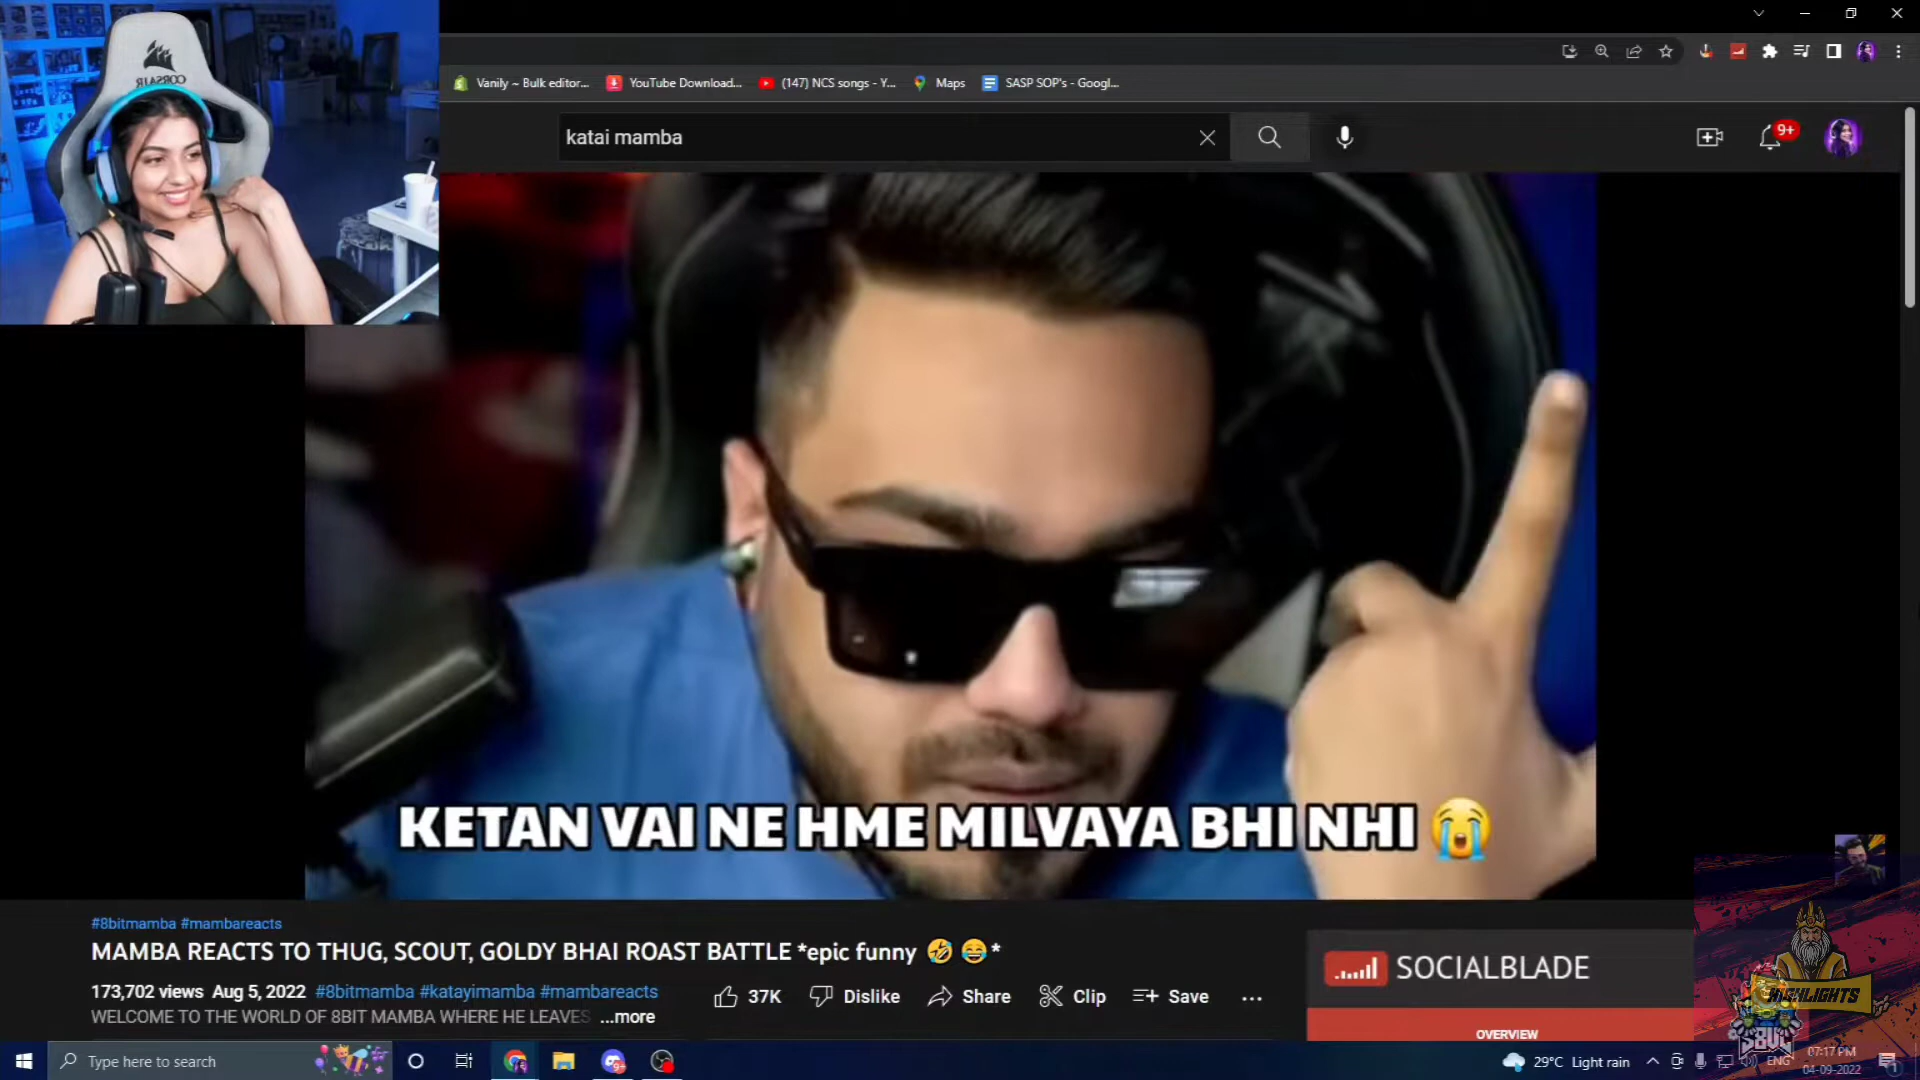 CORSAIR
Vanily ~ Bulk editor...
YouTube Download...
(147) NCS songs - Y...
Maps
SASP SOP's - Googl...
katai mamba
9+
KETAN VAI NE HME MILVAYA BHI NHI 😭
#8bitmamba #mambareacts
MAMBA REACTS TO THUG, SCOUT, GOLDY BHAI ROAST BATTLE *epic funny 🤣 😂*
173,702 views Aug 5, 2022 #8bitmamba #katayimamba #mambareacts
37K
Dislike
Share
Clip
Save
WELCOME TO THE WORLD OF 8BIT MAMBA WHERE HE LEAVES ...more
SOCIALBLADE
OVERVIEW
HIGHLIGHTS
S8UL
Type here to search
9+
29°C Light rain
ENG
07:17 PM
04-09-2022
1